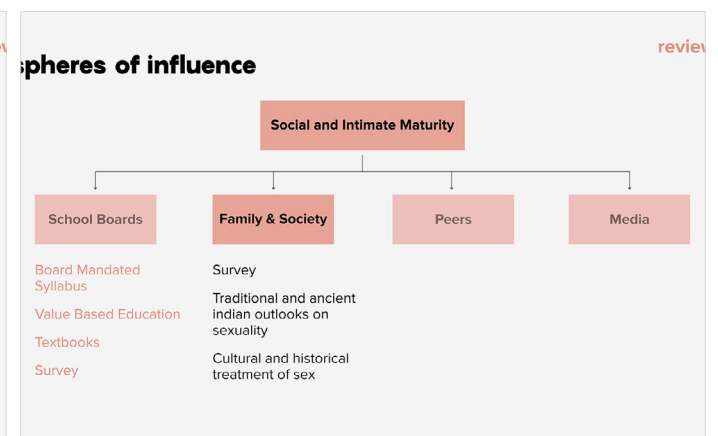 spheres of influence
review
Social and Intimate Maturity
School Boards
Family & Society
Peers
Media
Board Mandated
Syllabus
Value Based Education
Textbooks
Survey
Survey
Traditional and ancient
indian outlooks on
sexuality
Cultural and historical
treatment of sex